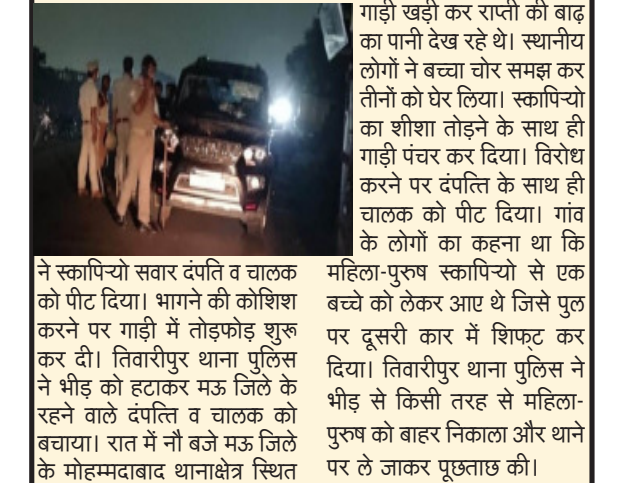 ने स्कार्पियो सवार दंपति व चालक
को पीट दिया। भागने की कोशिश
करने पर गाड़ी में तोड़फोड़ शुरू
कर दी। तिवारीपुर थाना पुलिस
ने भीड़ को हटाकर मऊ जिले के
रहने वाले दंपत्ति व चालक को
बचाया। रात में नौ बजे मऊ जिले
के मोहम्मदाबाद थानाक्षेत्र स्थित
गाड़ी खड़ी कर राप्ती की बाढ़
का पानी देख रहे थे। स्थानीय
लोगों ने बच्चा चोर समझ कर
तीनों को घेर लिया। स्कार्पियो
का शीशा तोड़ने के साथ ही
गाड़ी पंचर कर दिया। विरोध
करने पर दंपत्ति के साथ ही
चालक को पीट दिया। गांव
के लोगों का कहना था कि
महिला-पुरुष स्कार्पियो से एक
बच्चे को लेकर आए थे जिसे पुल
पर दूसरी कार में शिफ्ट कर
दिया। तिवारीपुर थाना पुलिस ने
भीड़ से किसी तरह से महिला-
पुरुष को बाहर निकाला और थाने
पर ले जाकर पूछताछ की।